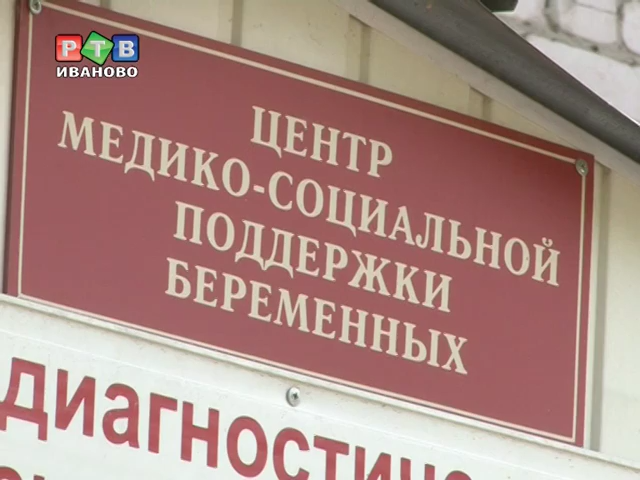 РТВ
ИВАНОВО
ЦЕНТР
МЕДИКО-СОЦИАЛЬНОЙ
ПОДДЕРЖКИ
БЕРЕМЕННЫХ